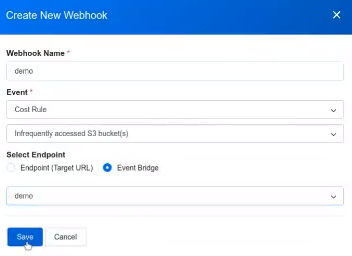 Create New Webhook
Webhook Name *
demo
Event *
Cost Rule
Infrequently accessed S3 bucket(s)
Select Endpoint
Endpoint (Target URL) Event Bridge
demo
Save Cancel